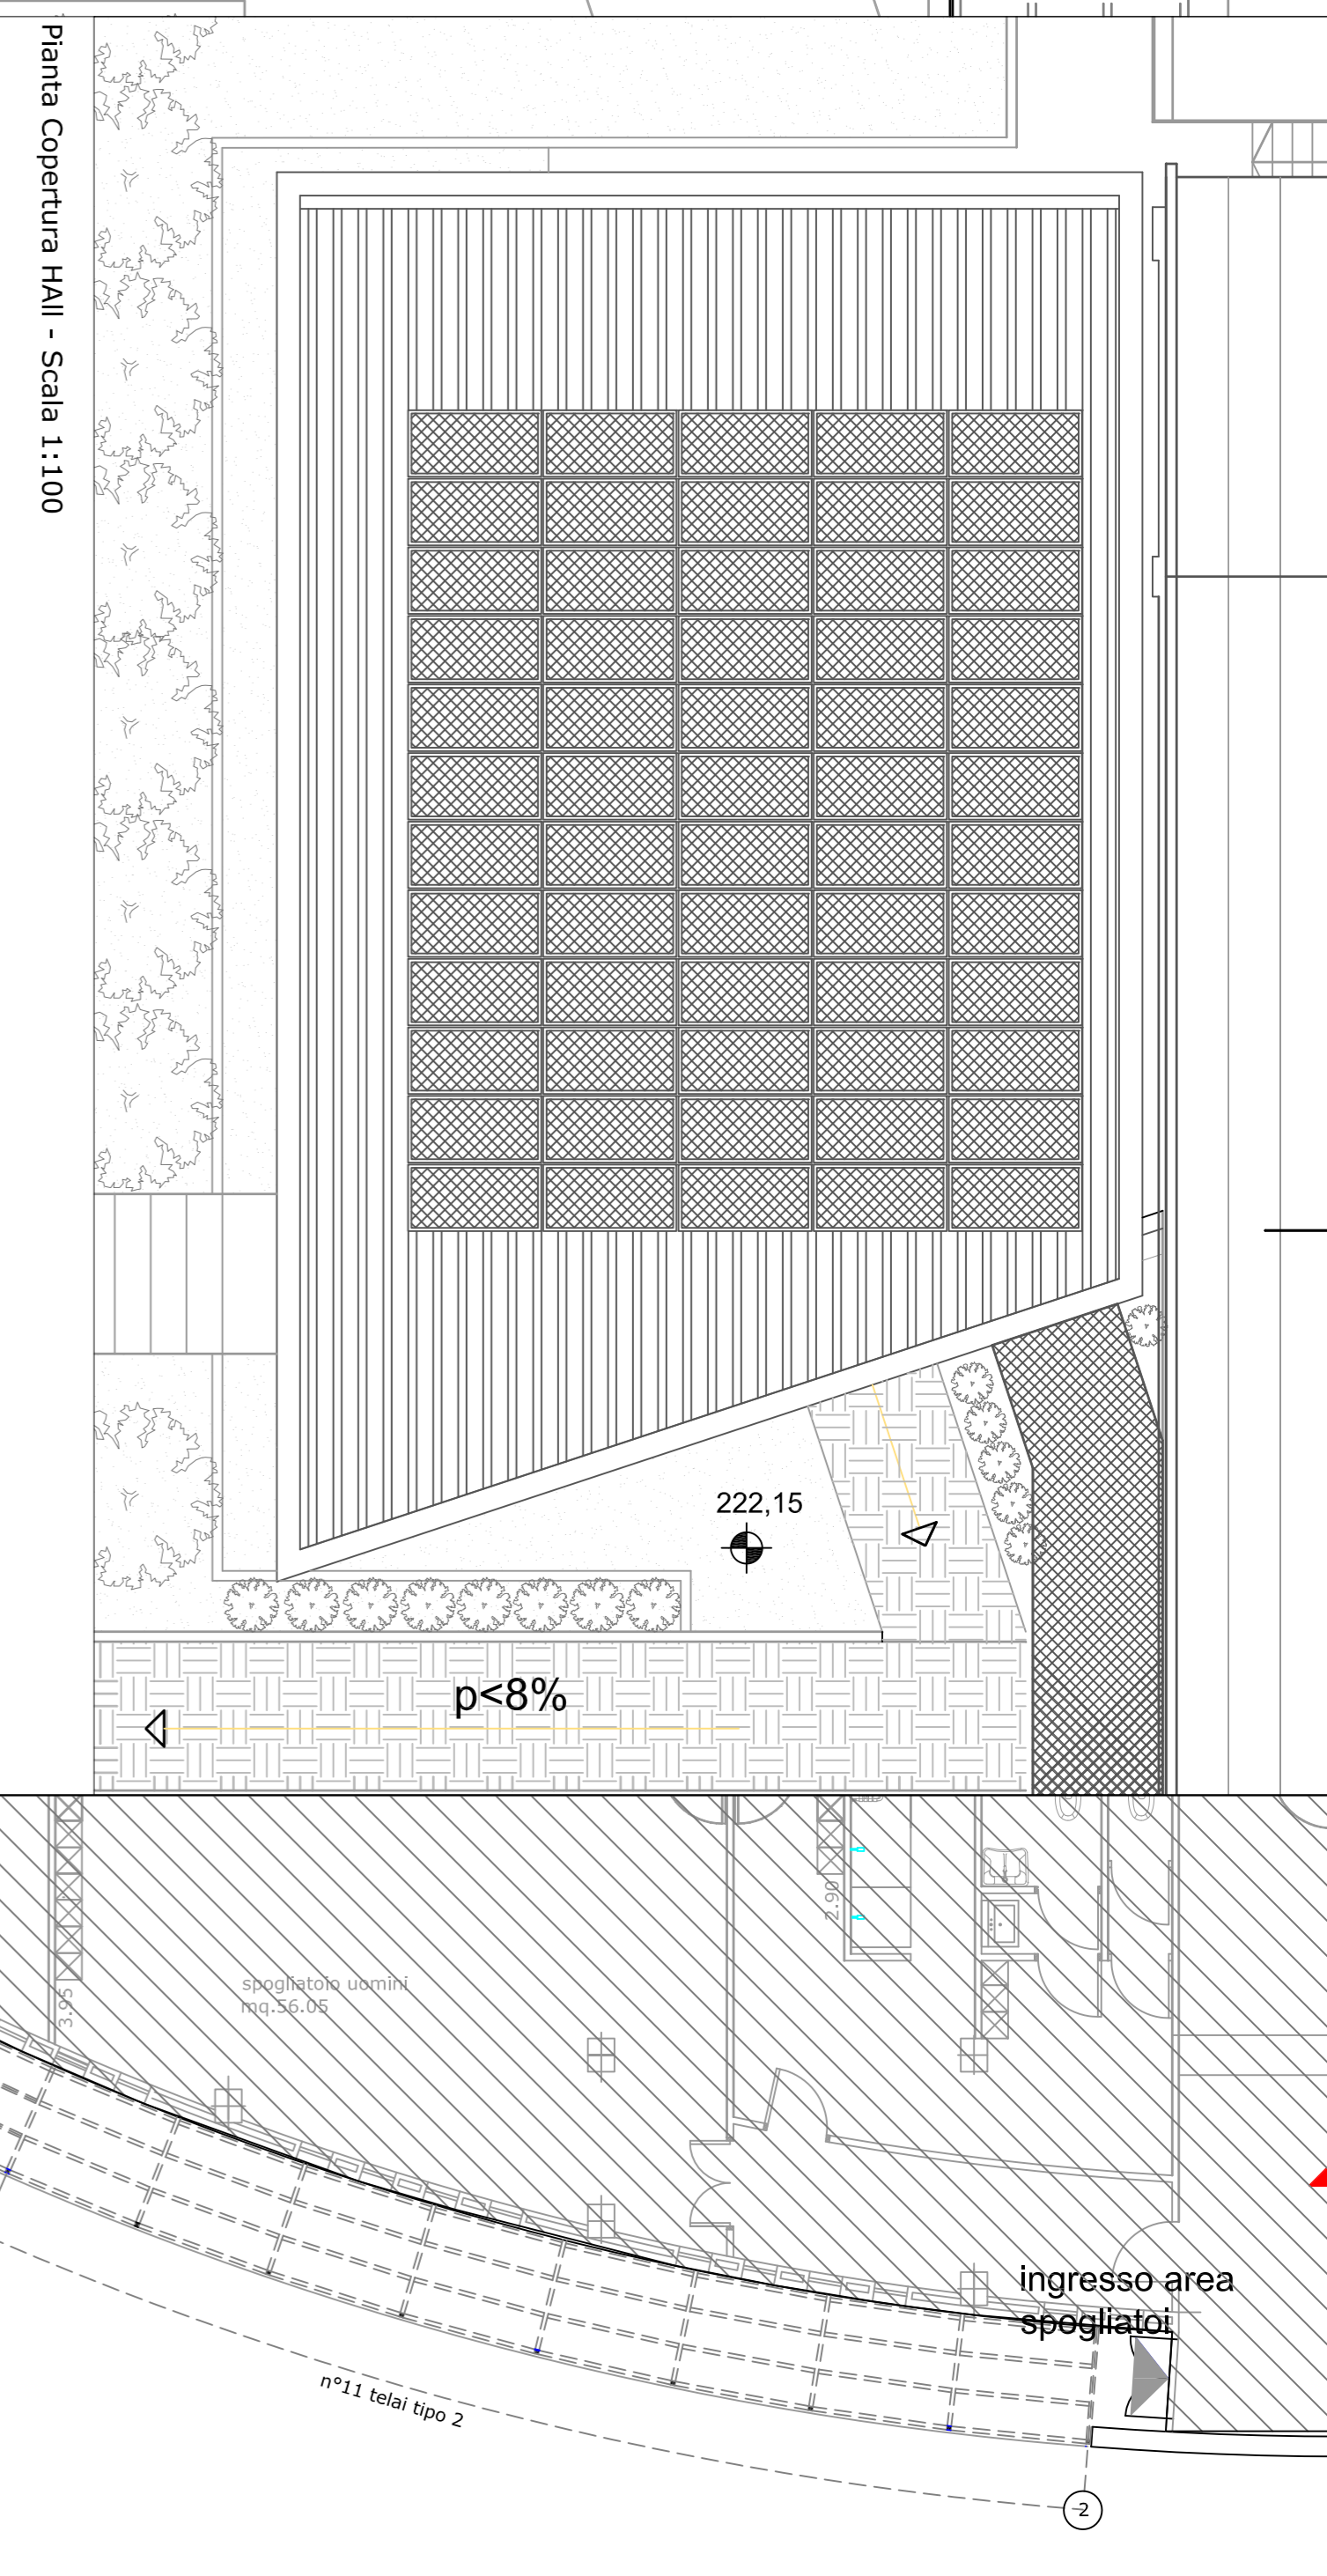 Pianta Copertura HAll - Scala 1:100
222,15
p<8%
2.90
spogliatoio uomini
mq.56.05
3.95
ingresso area
spogliatoi
n°11 telai tipo 2
2